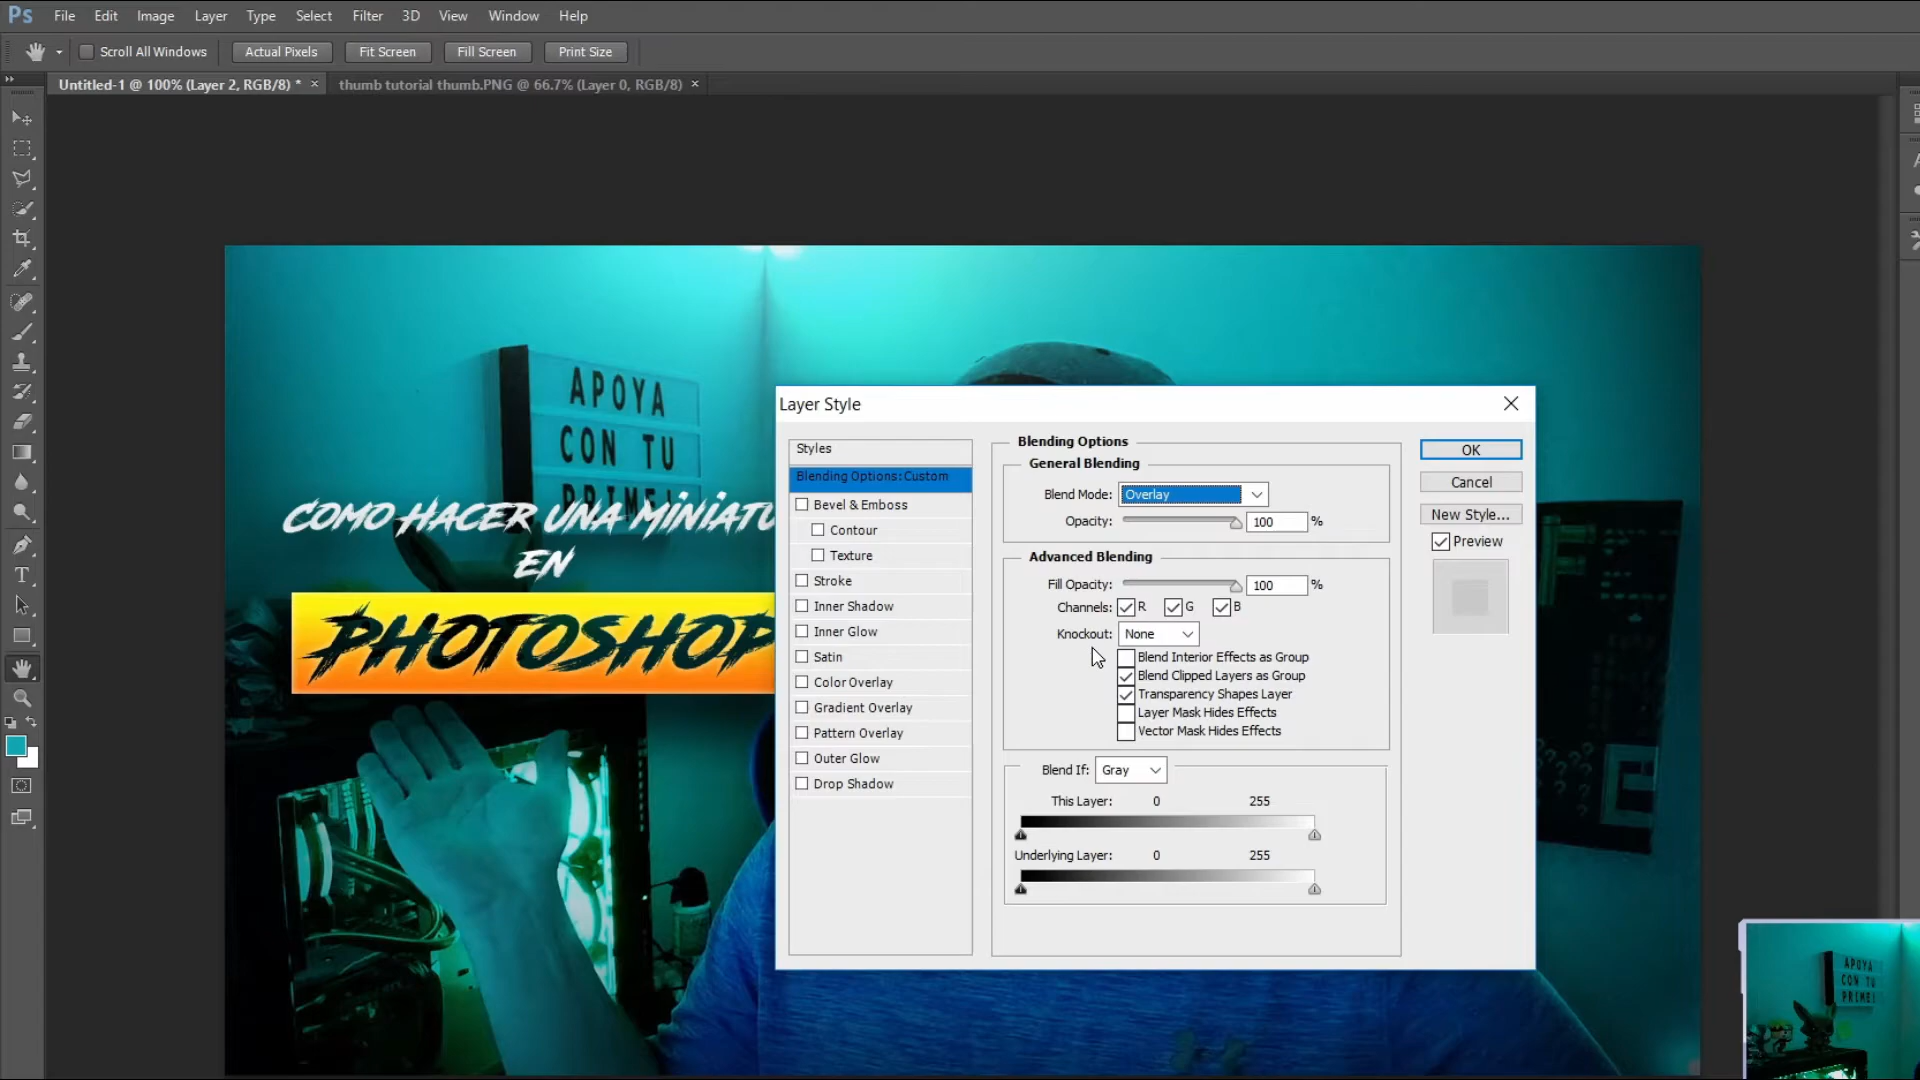 Ps File Edit Image Layer Type Select Filter 3D View Window Help
Scroll All Windows Actual Pixels Fit Screen Fill Screen Print Size
Untitled-1 @ 100% (Layer 2, RGB/8) * × thumb tutorial thumb.PNG @ 66.7% (Layer 0, RGB/8) ×
APOYA
CON TU
PRIME!
COMO HACER UNA MINIATU
EN
PHOTOSHOP
Layer Style
Styles
Blending Options: Custom
Bevel & Emboss
Contour
Texture
Stroke
Inner Shadow
Inner Glow
Satin
Color Overlay
Gradient Overlay
Pattern Overlay
Outer Glow
Drop Shadow
Blending Options
General Blending
Blend Mode: Overlay
Opacity: 100 %
Advanced Blending
Fill Opacity: 100 %
Channels: R G B
Knockout: None
Blend Interior Effects as Group
Blend Clipped Layers as Group
Transparency Shapes Layer
Layer Mask Hides Effects
Vector Mask Hides Effects
Blend If: Gray
This Layer: 0 255
Underlying Layer: 0 255
OK
Cancel
New Style...
Preview
APOYA
CON TU
PRIME!